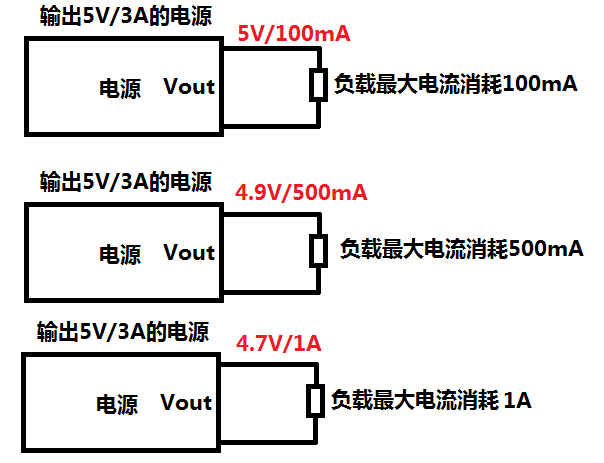 输出5V/3A的电源
5V/100mA
电源 Vout
负载最大电流消耗100mA
输出5V/3A的电源
4.9V/500mA
电源 Vout
负载最大电流消耗500mA
输出5V/3A的电源
4.7V/1A
电源 Vout
负载最大电流消耗 1A